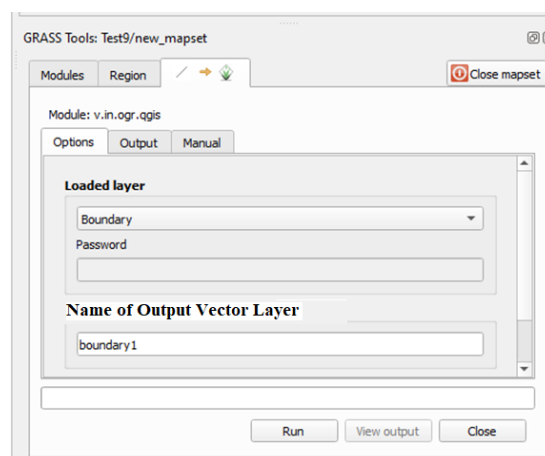 GRASS Tools: Test9/new_mapset
Modules Region Close mapset
Module: v.in.ogr.qgis
Options Output Manual
Loaded layer
Boundary
Password
Name of Output Vector Layer
boundary1
Run View output Close